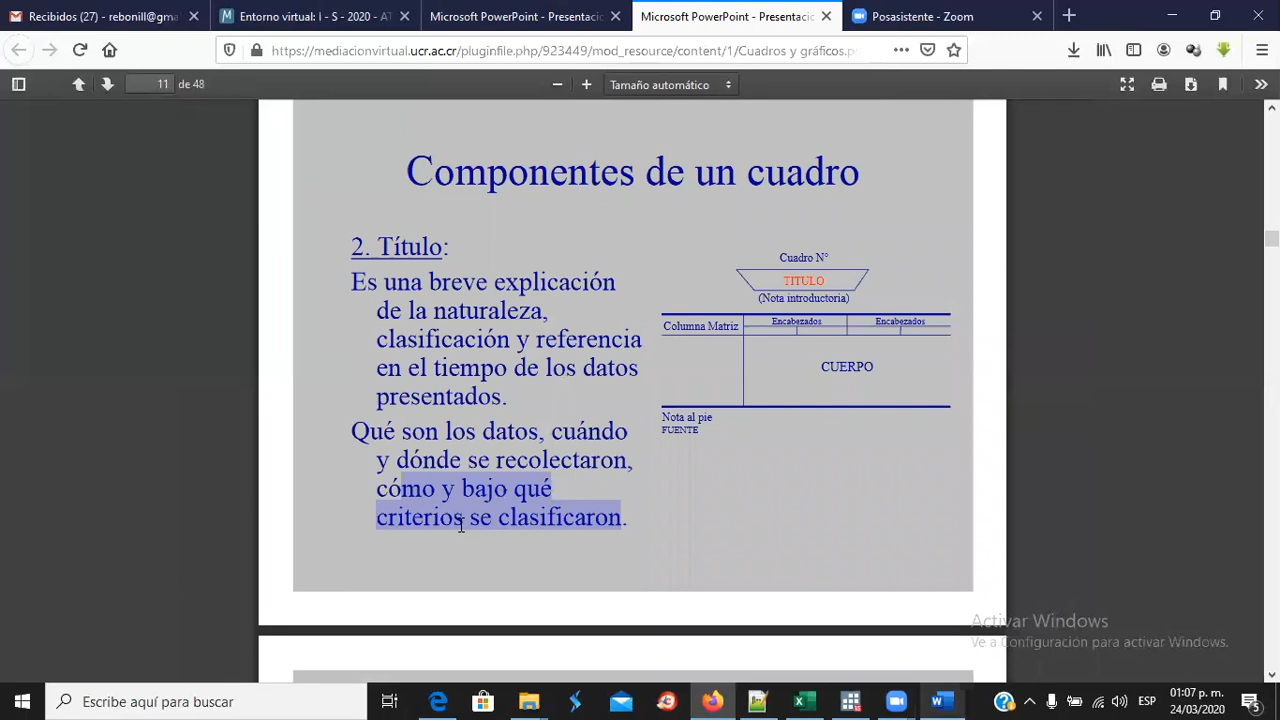 Recibidos (27) - rebonill@gma
Entorno virtual: I - S - 2020 - AT
Microsoft PowerPoint - Presentaci
Microsoft PowerPoint - Presentaci
Posasistente - Zoom
https://mediacionvirtual.ucr.ac.cr/pluginfile.php/923449/mod_resource/content/1/Cuadros y gráficos.p
11 de 48
Tamaño automático
Componentes de un cuadro
2. Título:
Es una breve explicación
de la naturaleza,
clasificación y referencia
en el tiempo de los datos
presentados.
Qué son los datos, cuándo
y dónde se recolectaron,
cómo y bajo qué
criterios se clasificaron.
Cuadro N°
TITULO
(Nota introductoria)
Columna Matriz
Encabezados
Encabezados
CUERPO
Nota al pie
FUENTE
Activar Windows
Ve a Configuración para activar Windows.
Escribe aquí para buscar
ESP
01:07 p. m.
24/03/2020
5